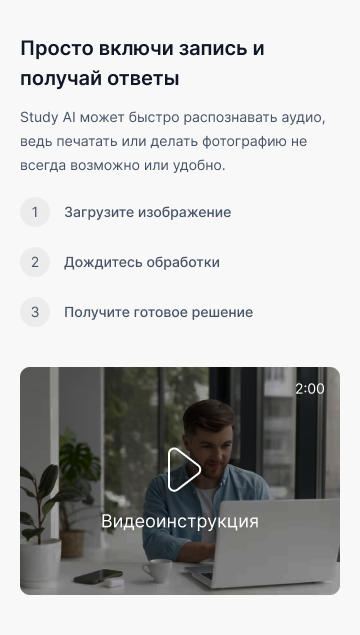 Просто включи запись и
получай ответы
Study AI может быстро распознавать аудио,
ведь печатать или делать фотографию не
всегда возможно или удобно.
1 Загрузите изображение
2 Дождитесь обработки
3 Получите готовое решение
2:00
Видеоинструкция